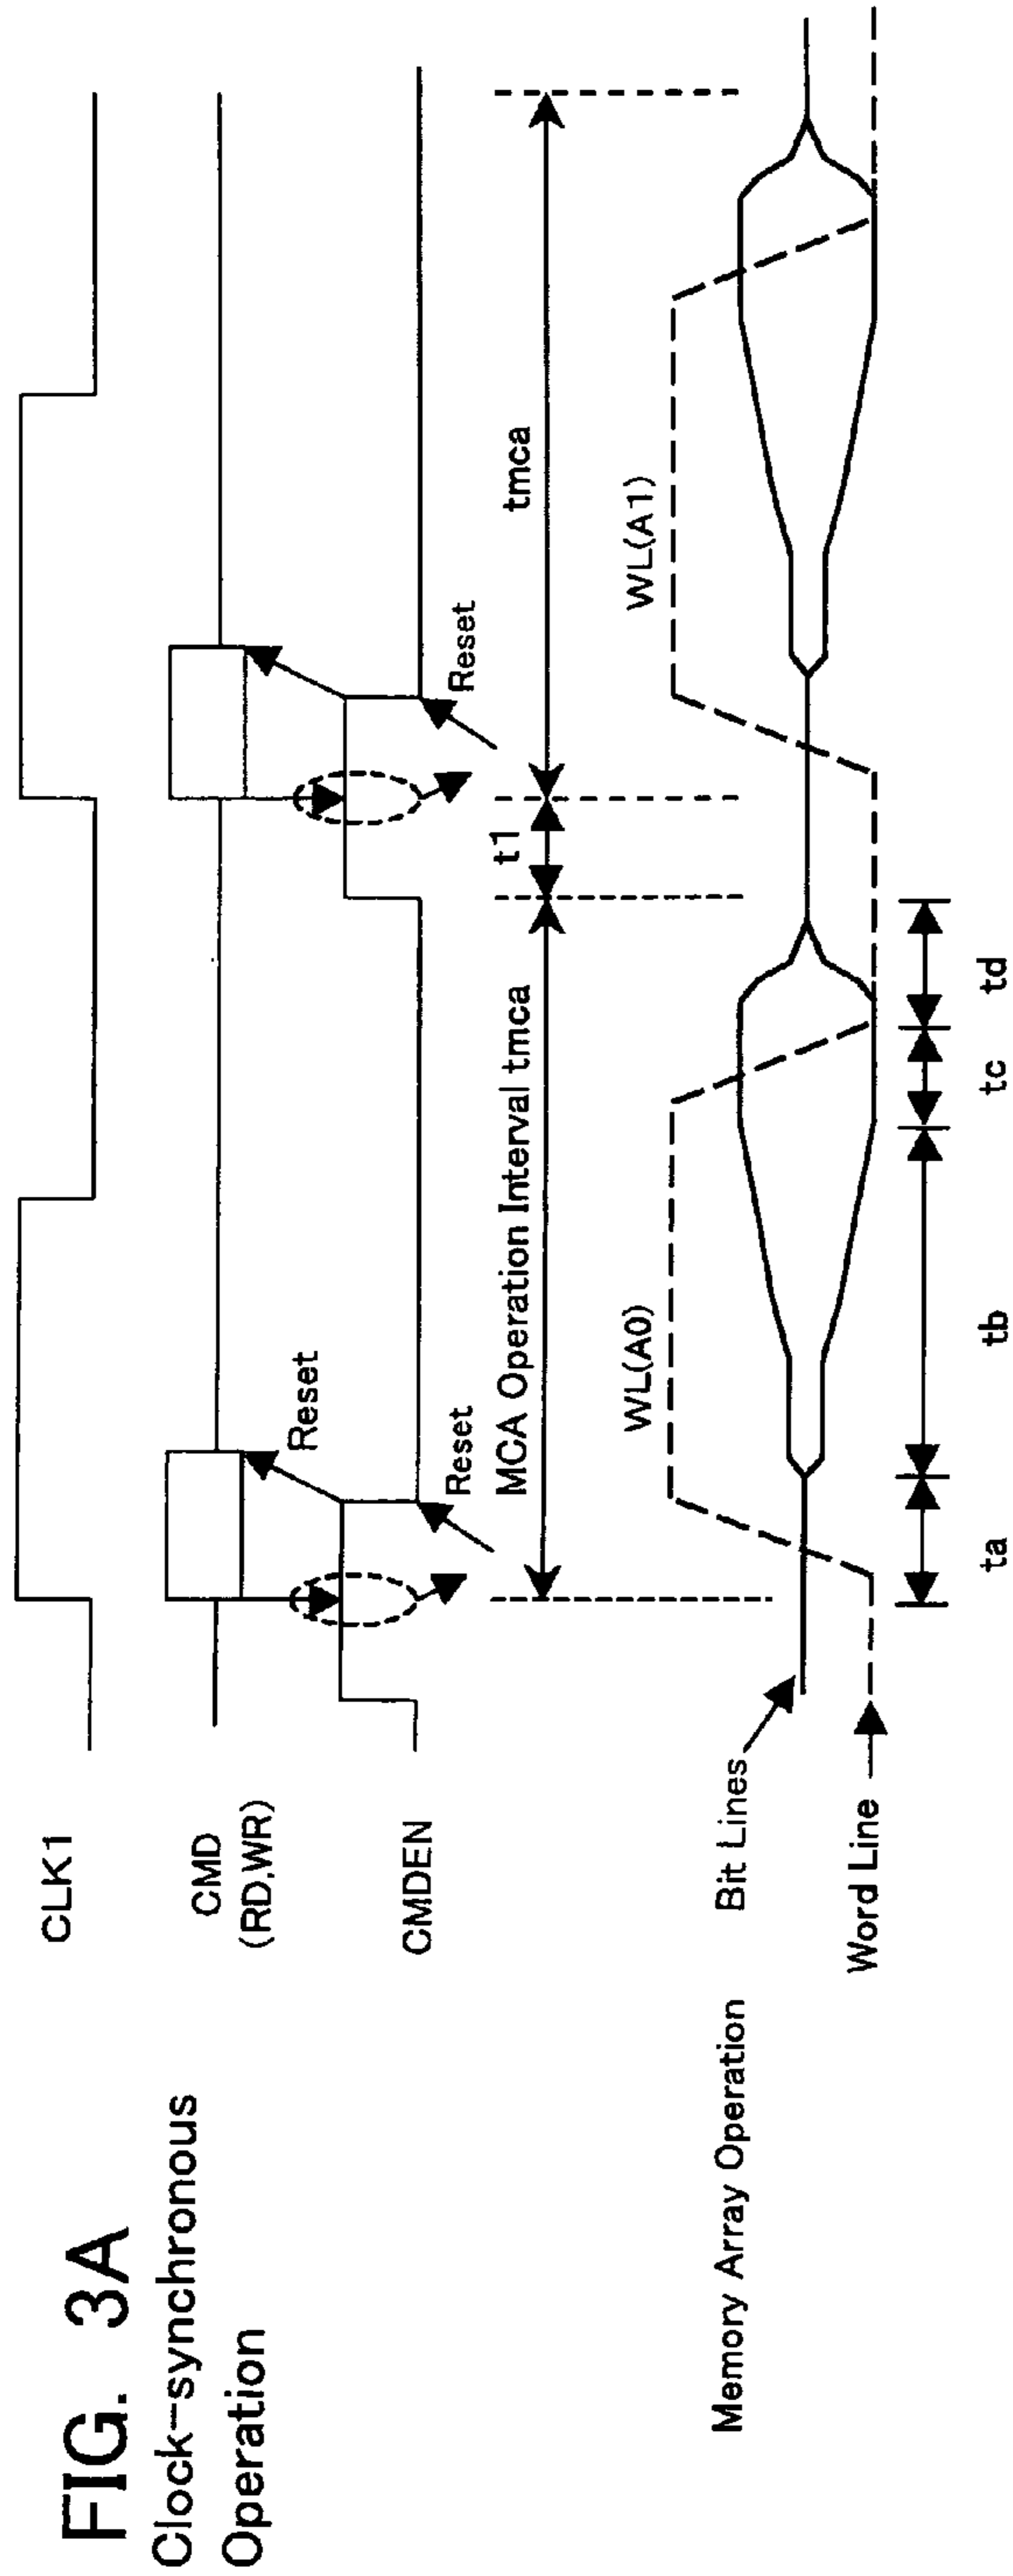 FIG. 3A
Clock-synchronous
Operation
CLK1
CMD
(RD,WR)
Reset
CMDEN
Reset
Reset
MCA Operation Interval tmca
t1
tmca
WL(A0)
WL(A1)
Memory Array Operation
Bit Lines
Word Line
ta
tb
tc
td